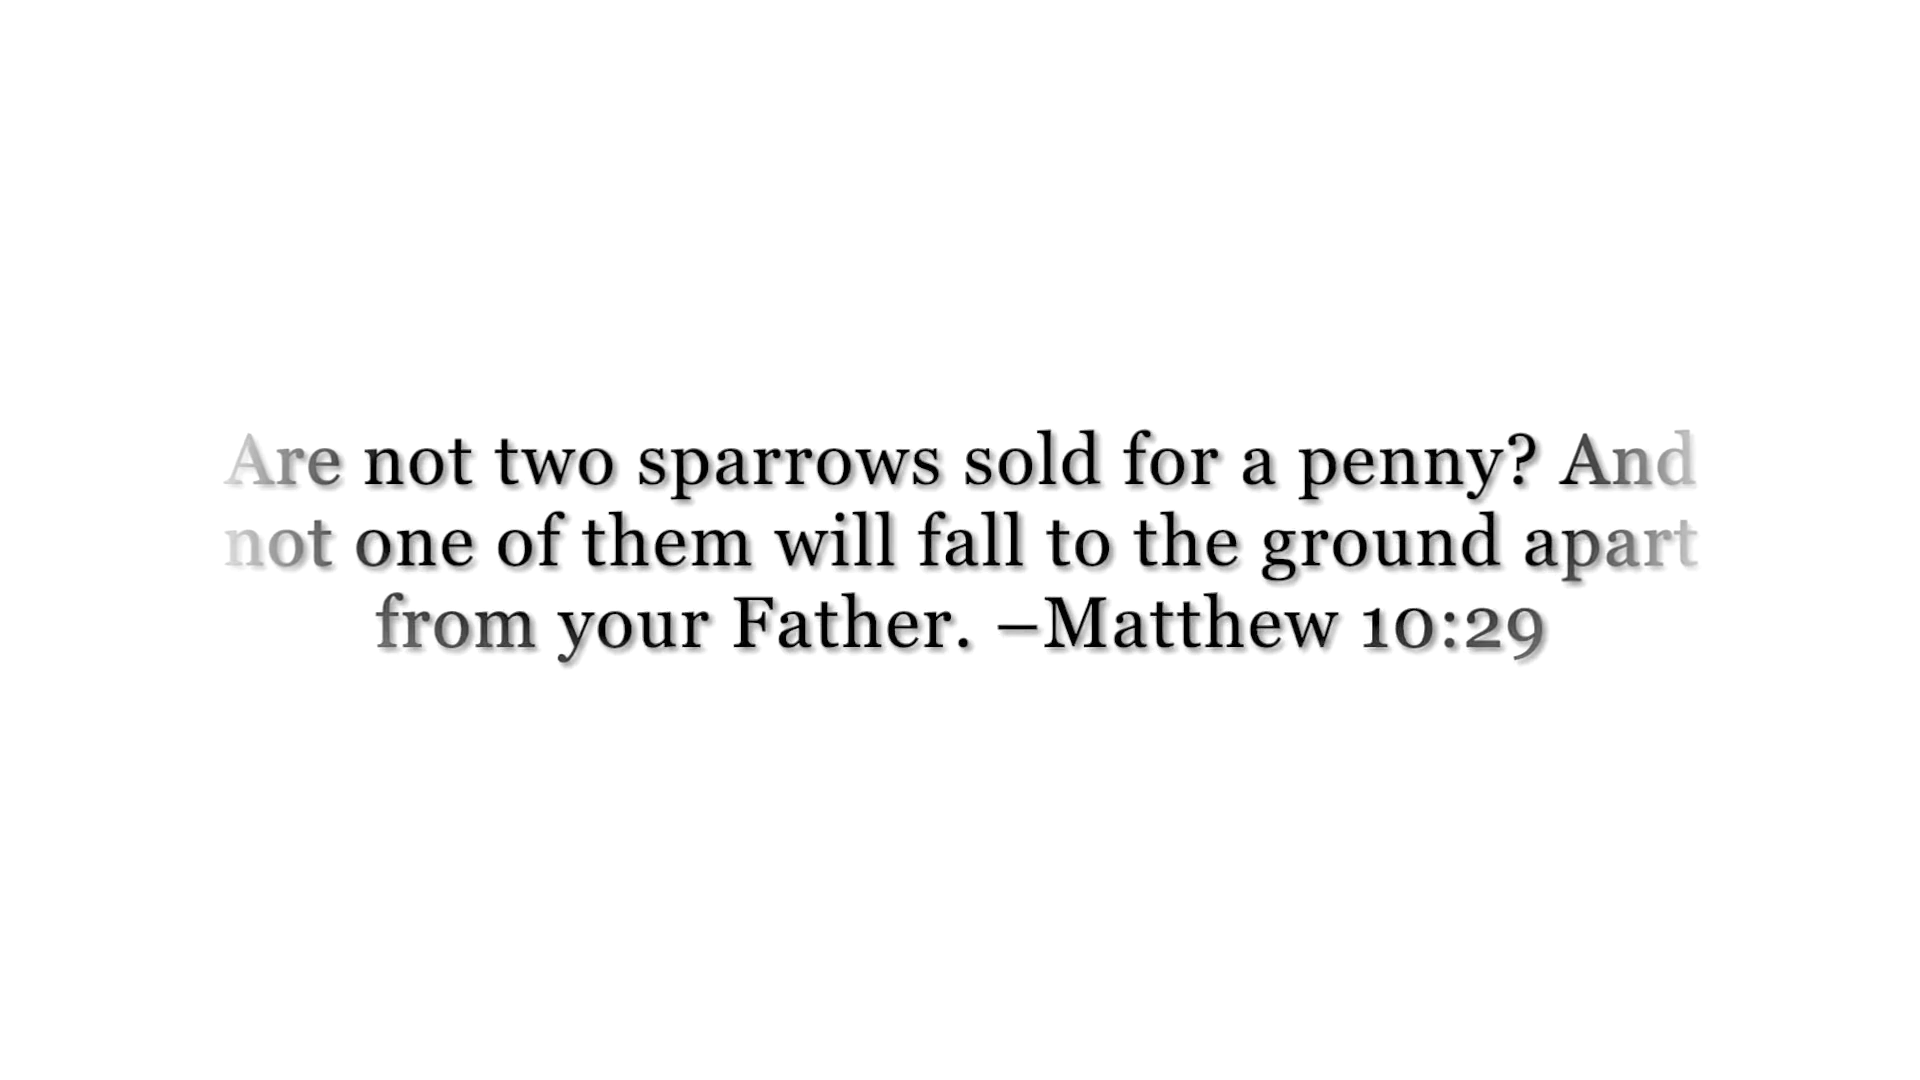 Are not two sparrows sold for a penny? And
not one of them will fall to the ground apart
from your Father. –Matthew 10:29